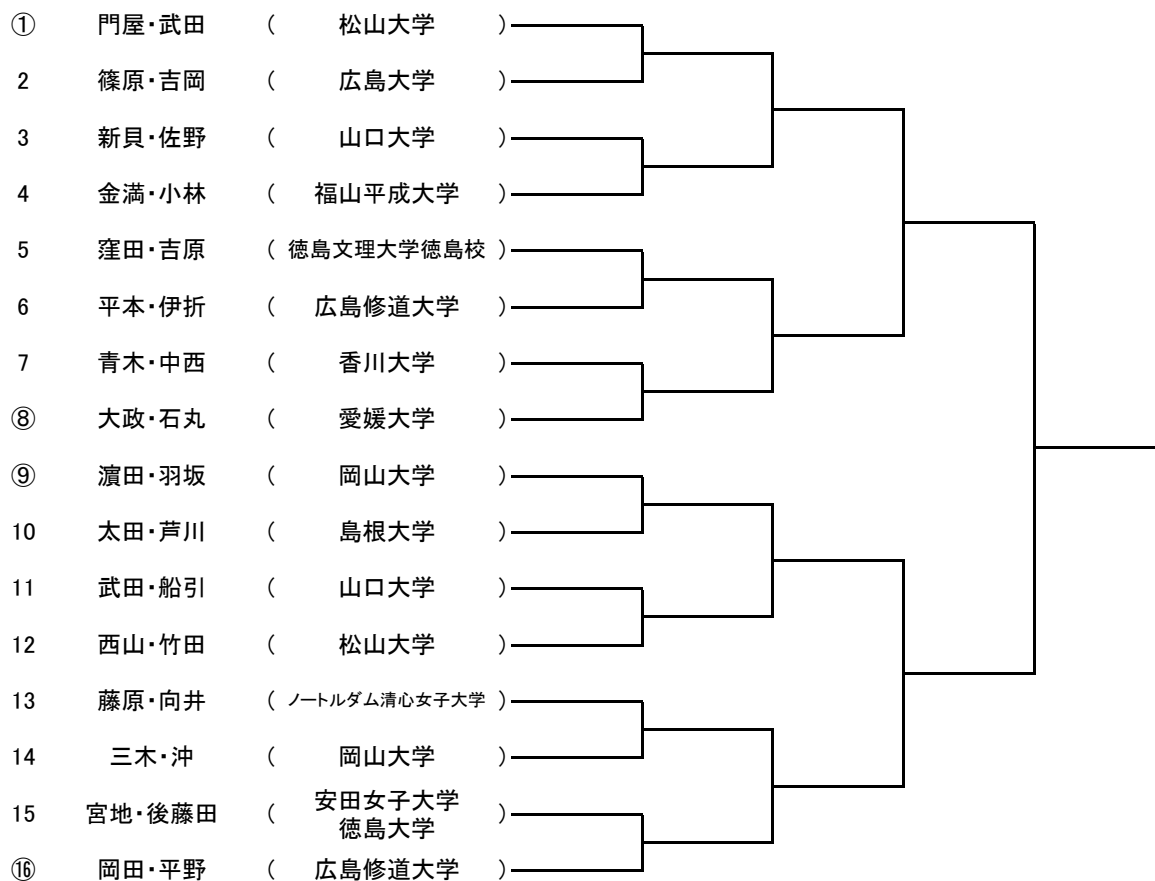 ① 門屋・武田 ( 松山大学 )
2 篠原・吉岡 ( 広島大学 )
3 新貝・佐野 ( 山口大学 )
4 金満・小林 ( 福山平成大学 )
5 窪田・吉原 ( 徳島文理大学徳島校 )
6 平本・伊折 ( 広島修道大学 )
7 青木・中西 ( 香川大学 )
⑧ 大政・石丸 ( 愛媛大学 )
⑨ 濵田・羽坂 ( 岡山大学 )
10 太田・芦川 ( 島根大学 )
11 武田・船引 ( 山口大学 )
12 西山・竹田 ( 松山大学 )
13 藤原・向井 ( ノートルダム清心女子大学 )
14 三木・沖 ( 岡山大学 )
15 宮地・後藤田 ( 安田女子大学
徳島大学 )
⑯ 岡田・平野 ( 広島修道大学 )